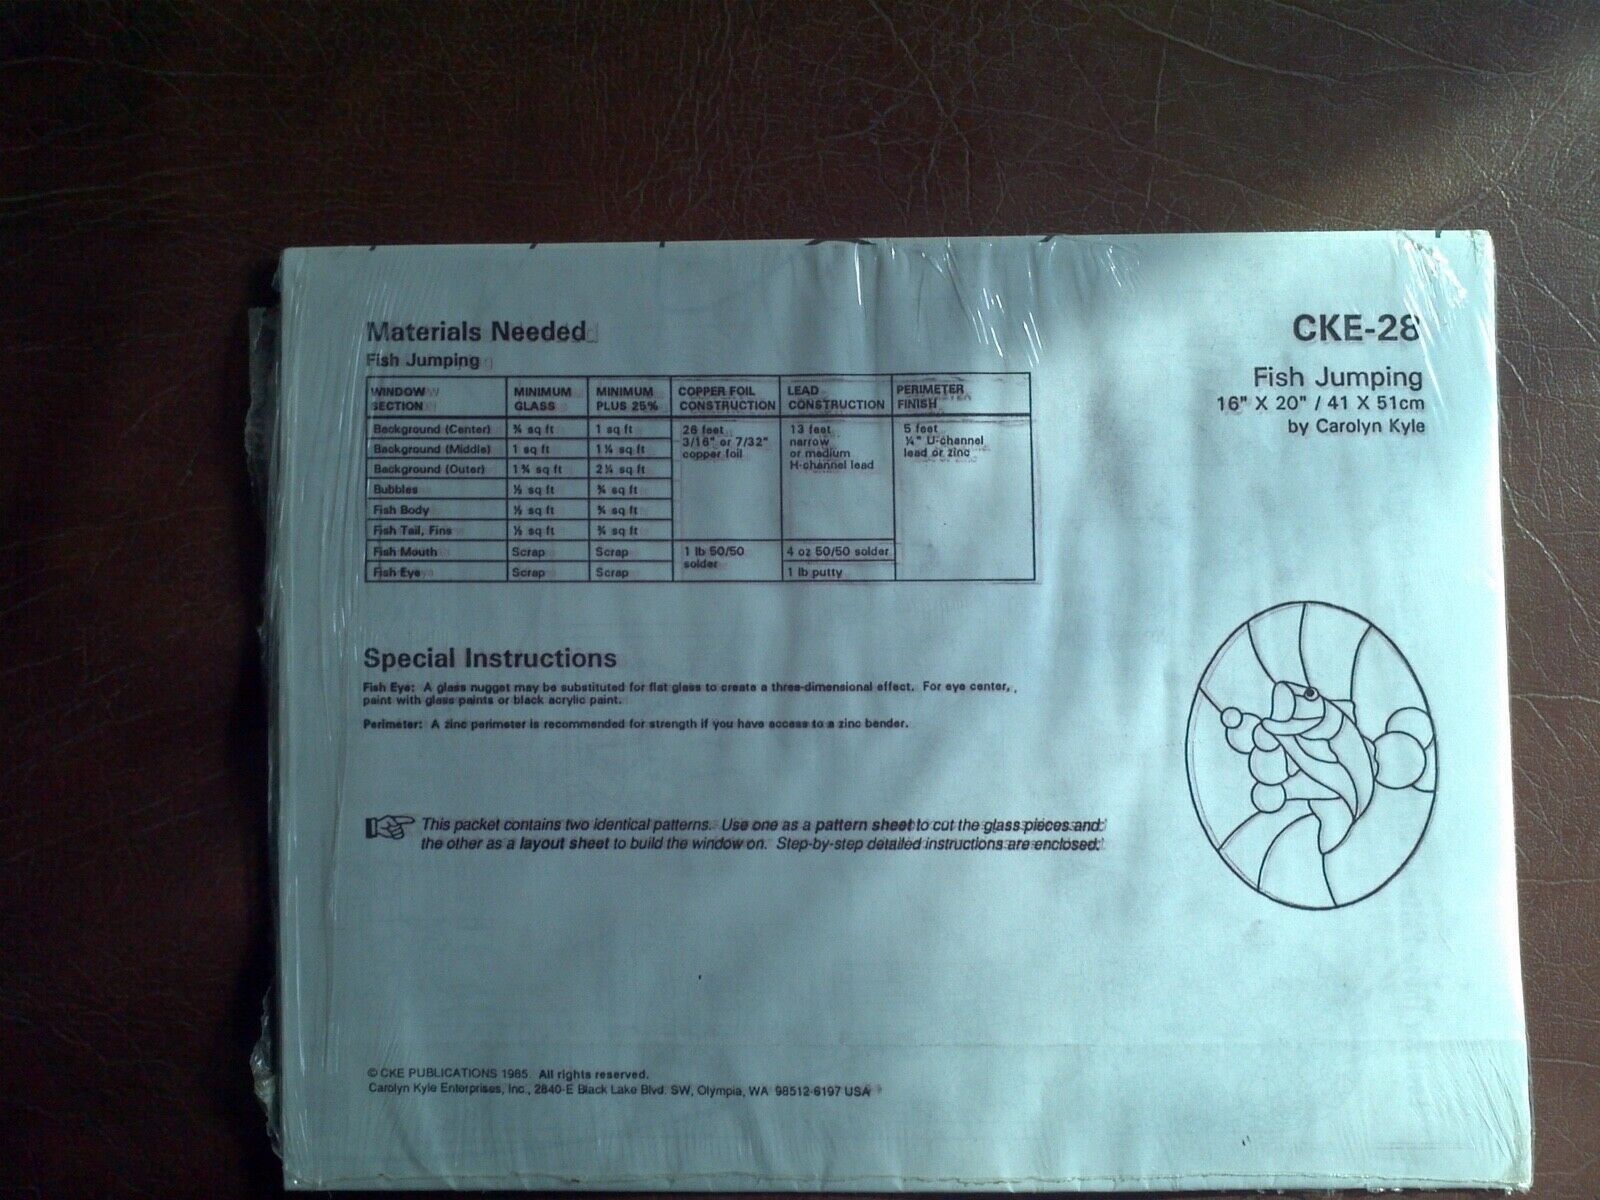 Materials Needed
Fish Jumping
WINDOW SECTION MINIMUM GLASS MINIMUM PLUS 25% COPPER FOIL CONSTRUCTION LEAD CONSTRUCTION PERIMETER FINISH
Background (Center) ¾ sq ft 1 sq ft 26 feet 3/16" or 7/32" copper foil 13 feet narrow or medium H-channel lead 5 feet ¼" U-channel lead or zinc
Background (Middle) 1 sq ft 1¼ sq ft
Background (Outer) 1¾ sq ft 2¼ sq ft
Bubbles ½ sq ft ¾ sq ft
Fish Body ½ sq ft ¾ sq ft
Fish Tail, Fins ½ sq ft ¾ sq ft
Fish Mouth Scrap Scrap 1 lb 50/50 solder 4 oz 50/50 solder
Fish Eye Scrap Scrap 1 lb putty
CKE-28
Fish Jumping
16" X 20" / 41 X 51cm
by Carolyn Kyle
Special Instructions
Fish Eye: A glass nugget may be substituted for flat glass to create a three-dimensional effect. For eye center,
paint with glass paints or black acrylic paint.
Perimeter: A zinc perimeter is recommended for strength if you have access to a zinc bender.
This packet contains two identical patterns. Use one as a pattern sheet to cut the glass pieces and
the other as a layout sheet to build the window on. Step-by-step detailed instructions are enclosed.
© CKE PUBLICATIONS 1985. All rights reserved.
Carolyn Kyle Enterprises, Inc., 2840-E Black Lake Blvd. SW, Olympia, WA 98512-6197 USA